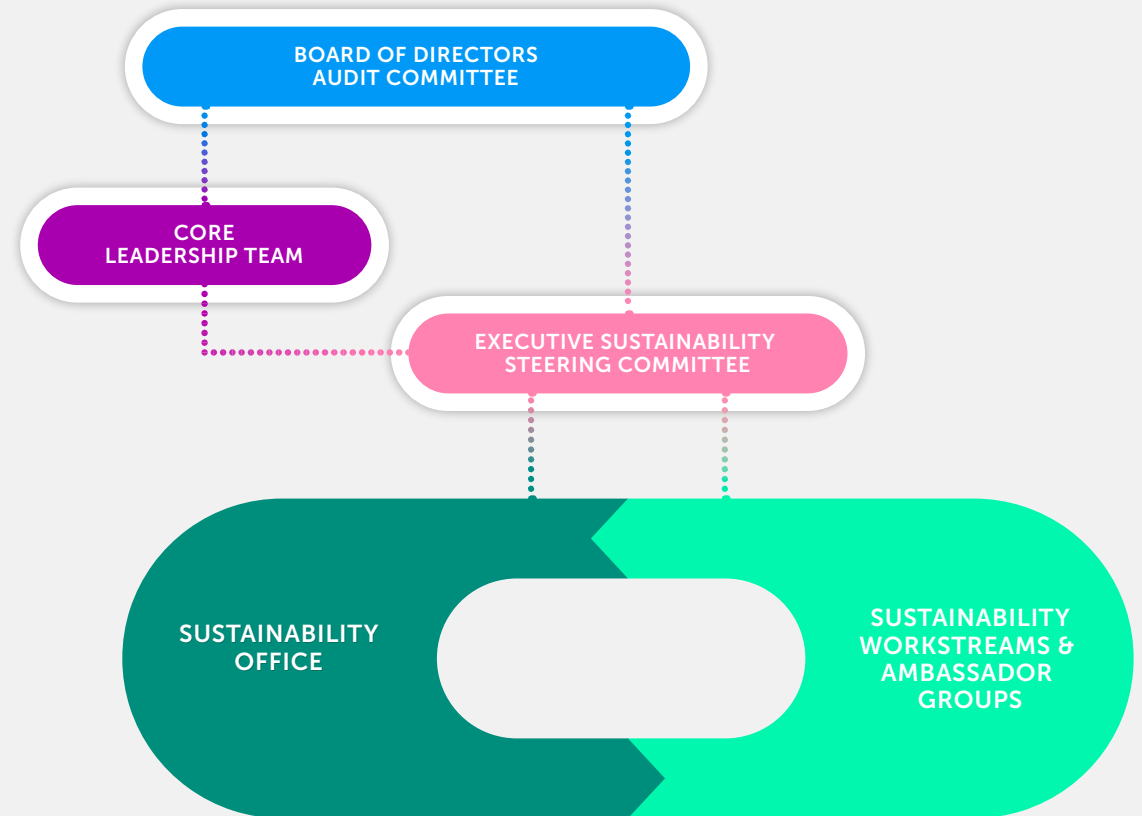 BOARD OF DIRECTORS
AUDIT COMMITTEE
CORE
LEADERSHIP TEAM
EXECUTIVE SUSTAINABILITY
STEERING COMMITTEE
SUSTAINABILITY
OFFICE
SUSTAINABILITY
WORKSTREAMS &
AMBASSADOR
GROUPS